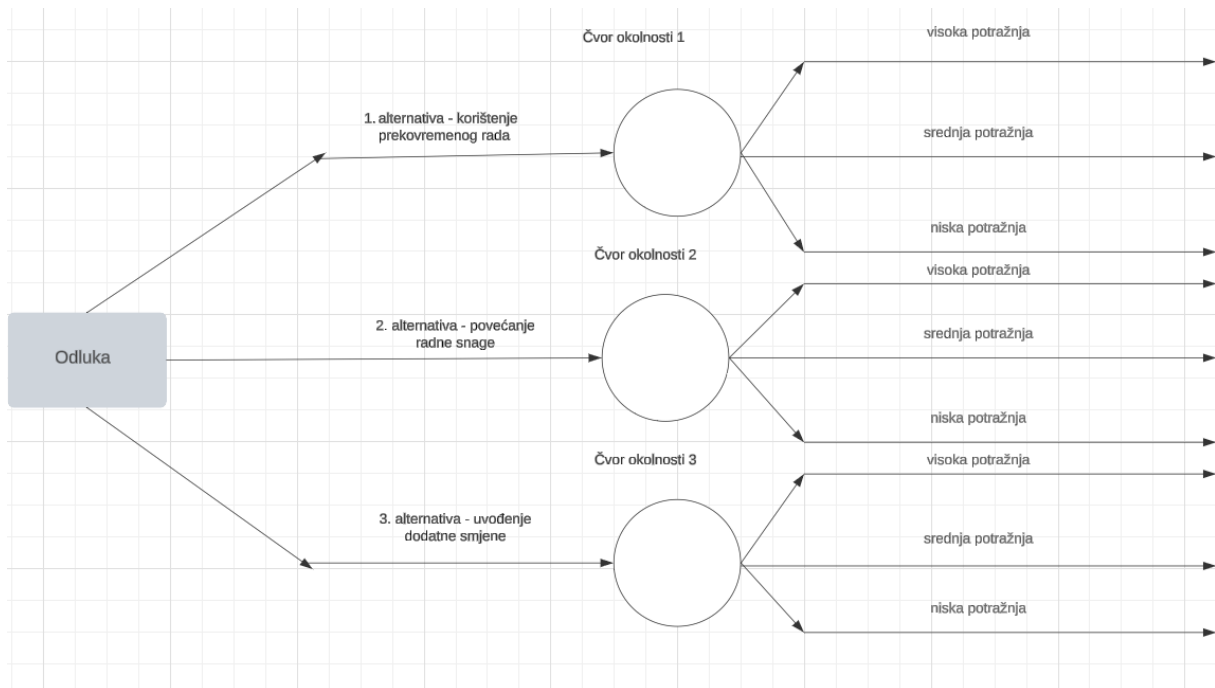 Čvor okolnosti 1
visoka potražnja
1. alternativa - korištenje
prekovremenog rada
srednja potražnja
niska potražnja
Čvor okolnosti 2
visoka potražnja
Odluka
2. alternativa - povećanje
radne snage
srednja potražnja
niska potražnja
Čvor okolnosti 3
visoka potražnja
3. alternativa - uvođenje
dodatne smjene
srednja potražnja
niska potražnja